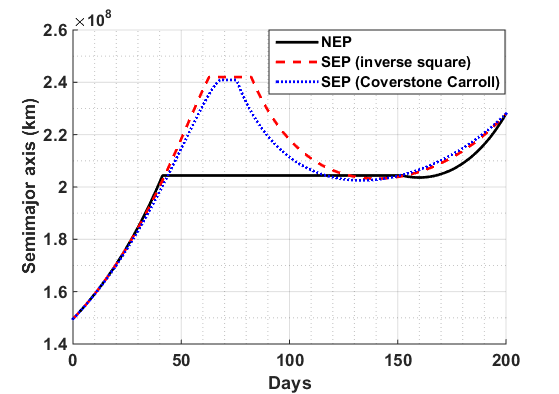 ×10⁸
2.6
2.4
2.2
2
1.8
1.6
1.4
Semimajor axis (km)
NEP
SEP (inverse square)
SEP (Coverstone Carroll)
0 50 100 150 200
Days